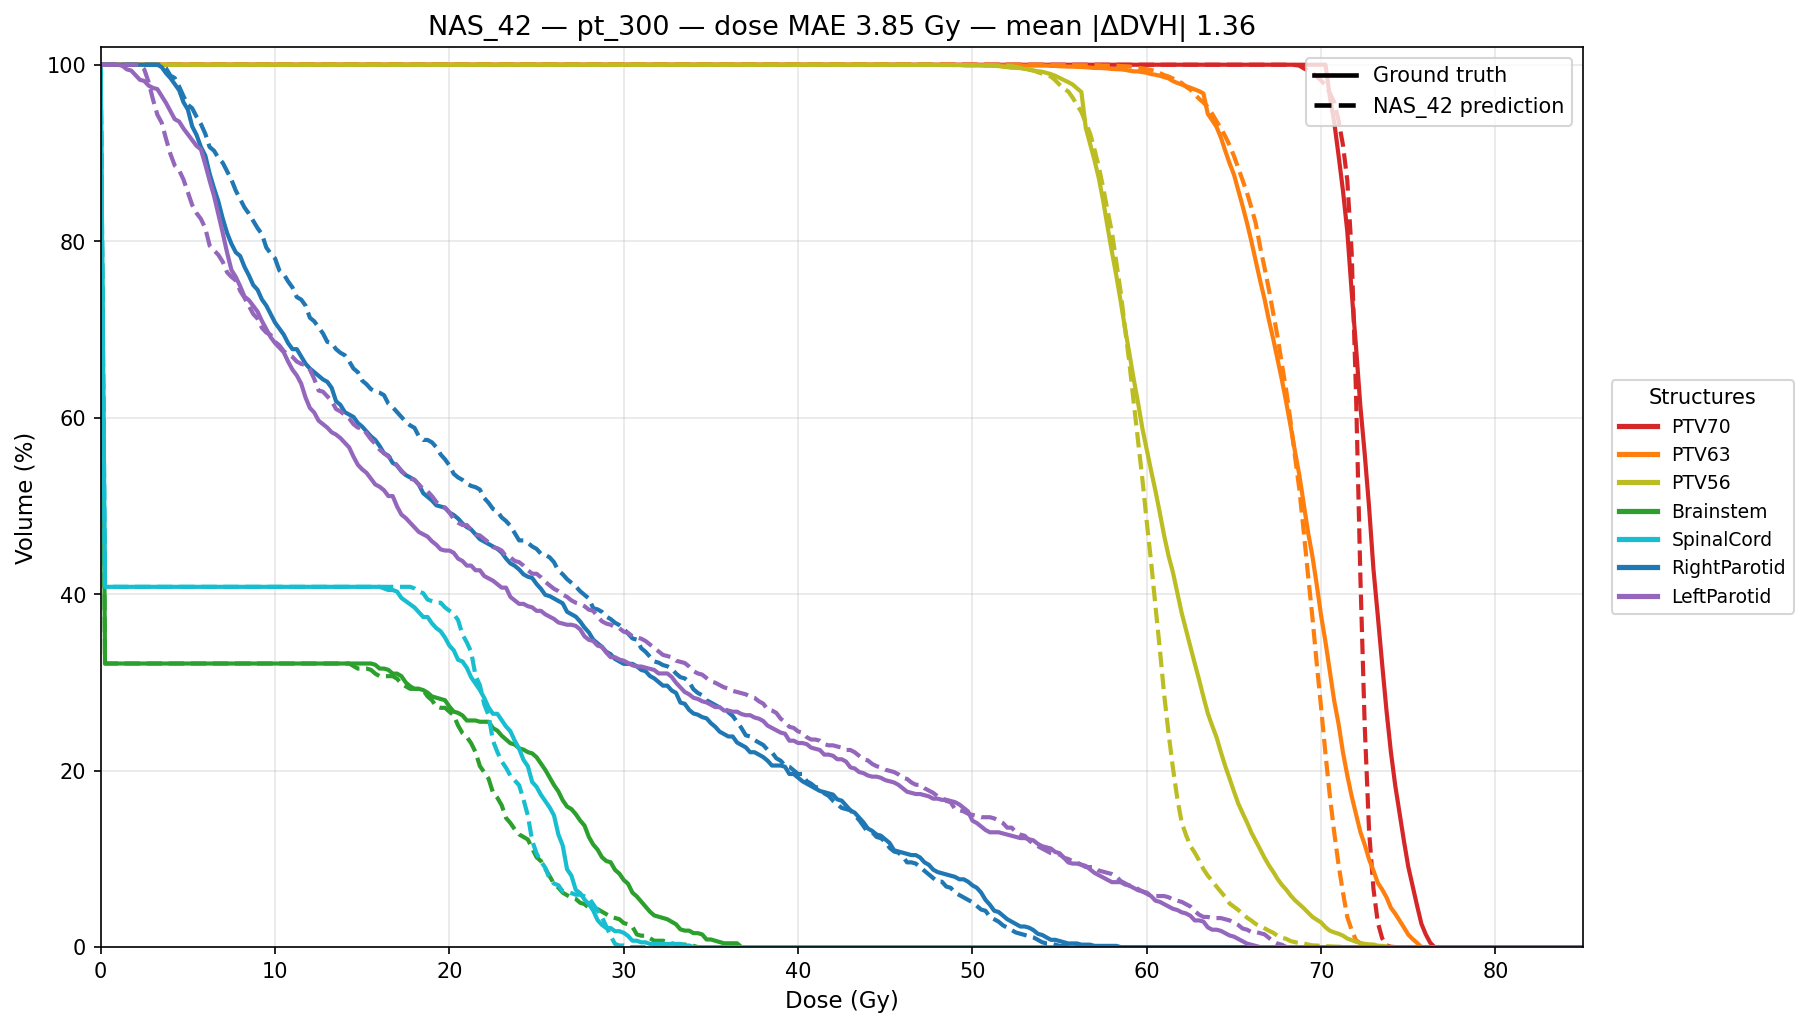 NAS_42 — pt_300 — dose MAE 3.85 Gy — mean |ΔDVH| 1.36
Ground truth
NAS_42 prediction
Volume (%)
100
80
60
40
20
0
0 10 20 30 40 50 60 70 80
Dose (Gy)
Structures
PTV70
PTV63
PTV56
Brainstem
SpinalCord
RightParotid
LeftParotid